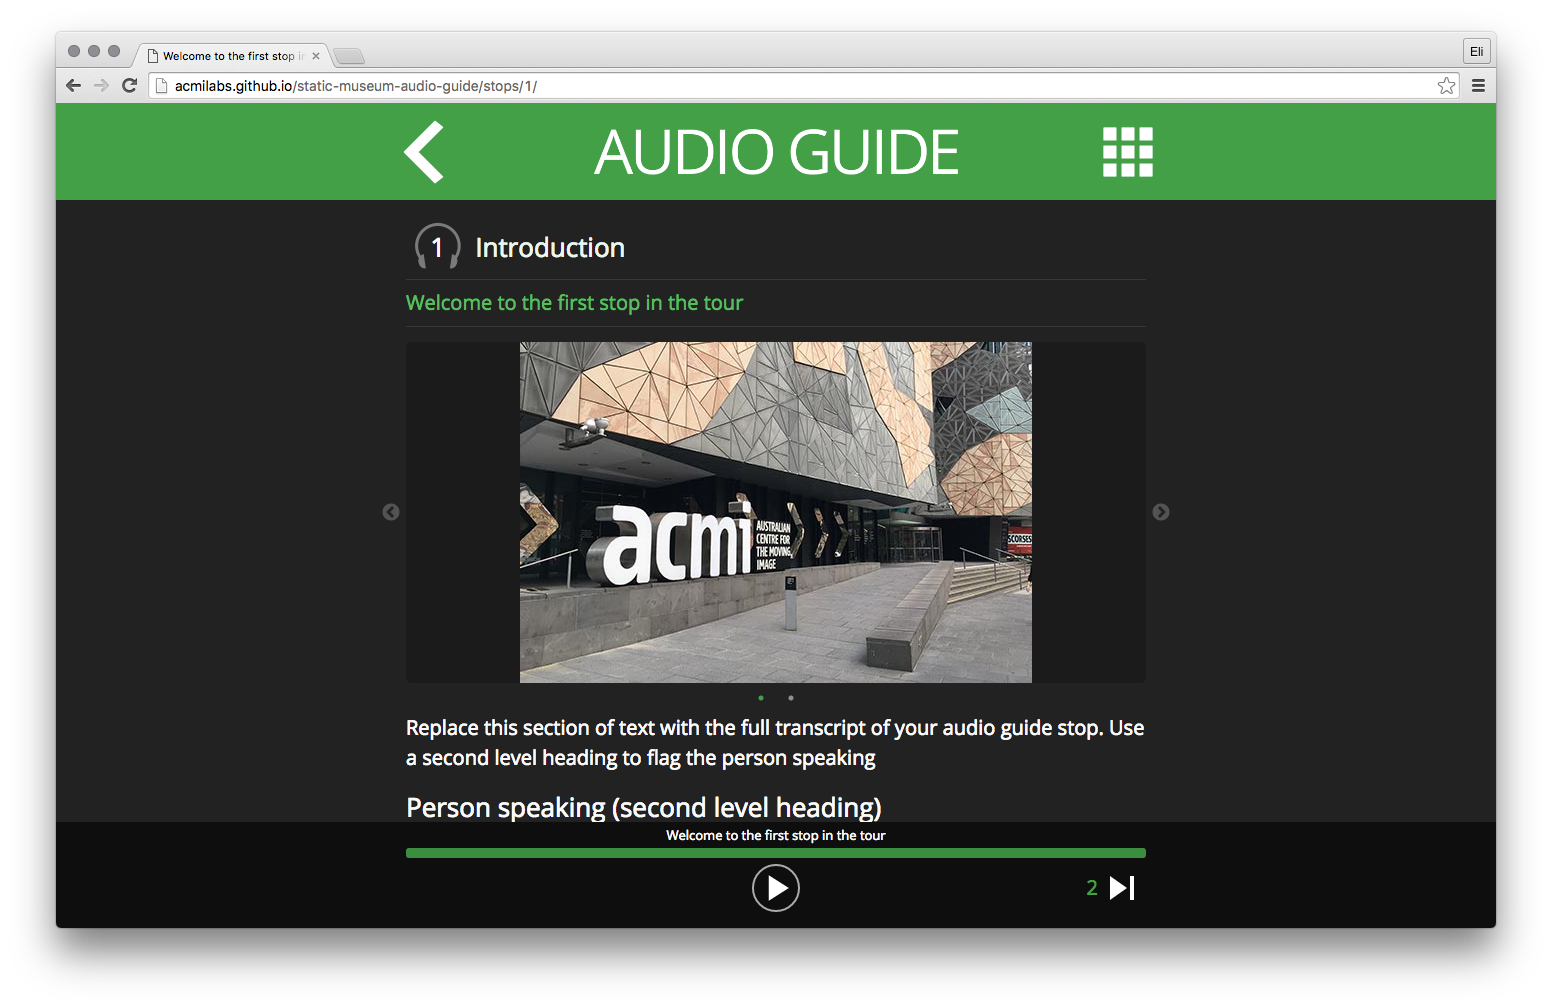 Welcome to the first stop in
Eli
acmilabs.github.io/static-museum-audio-guide/stops/1/
AUDIO GUIDE
1 Introduction
Welcome to the first stop in the tour
acmi
AUSTRALIAN
CENTRE FOR
THE MOVING
IMAGE
SCORSESE
Replace this section of text with the full transcript of your audio guide stop. Use
a second level heading to flag the person speaking
Person speaking (second level heading)
Welcome to the first stop in the tour
2